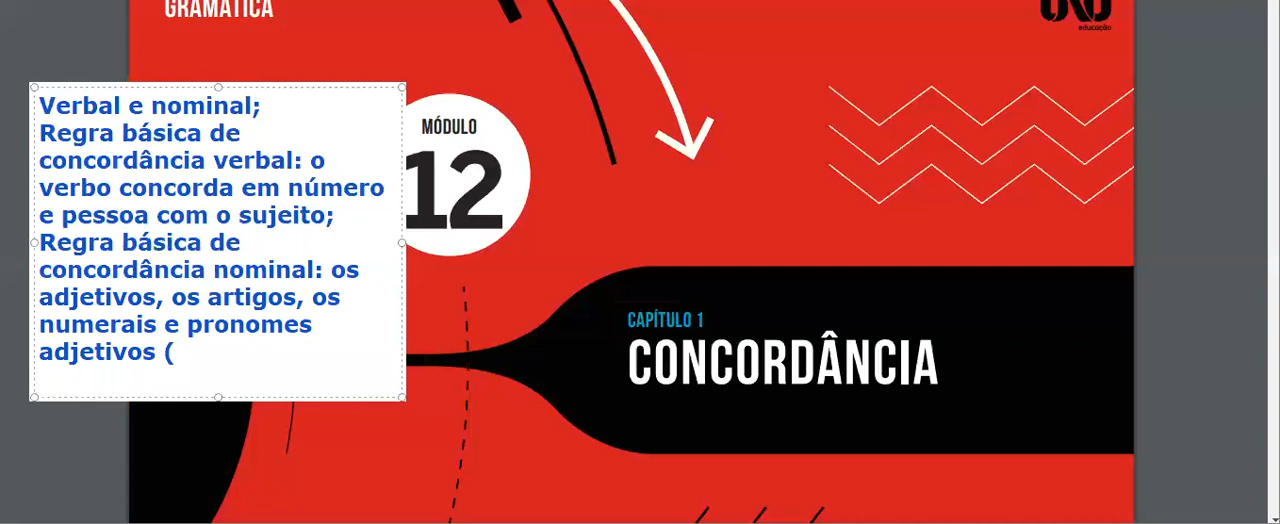 GRAMÁTICA
educação
Verbal e nominal;
Regra básica de
concordância verbal: o
verbo concorda em número
e pessoa com o sujeito;
Regra básica de
concordância nominal: os
adjetivos, os artigos, os
numerais e pronomes
adjetivos (
MÓDULO
12
CAPÍTULO 1
CONCORDÂNCIA